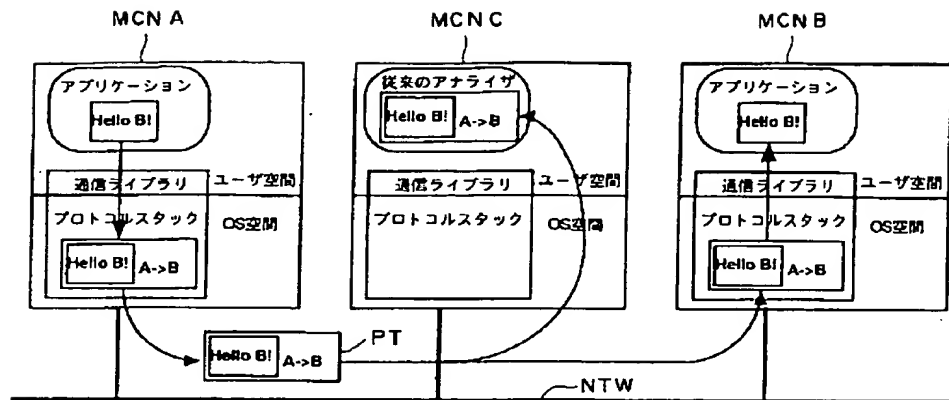 MCN A
MCN C
MCN B
アプリケーション
Hello B!
通信ライブラリ
ユーザ空間
プロトコルスタック
OS空間
Hello B!
A->B
従来のアナライザ
Hello B!
A->B
通信ライブラリ
ユーザ空間
プロトコルスタック
OS空間
アプリケーション
Hello B!
通信ライブラリ
ユーザ空間
プロトコルスタック
OS空間
Hello B!
A->B
Hello B!
A->B
PT
NTW